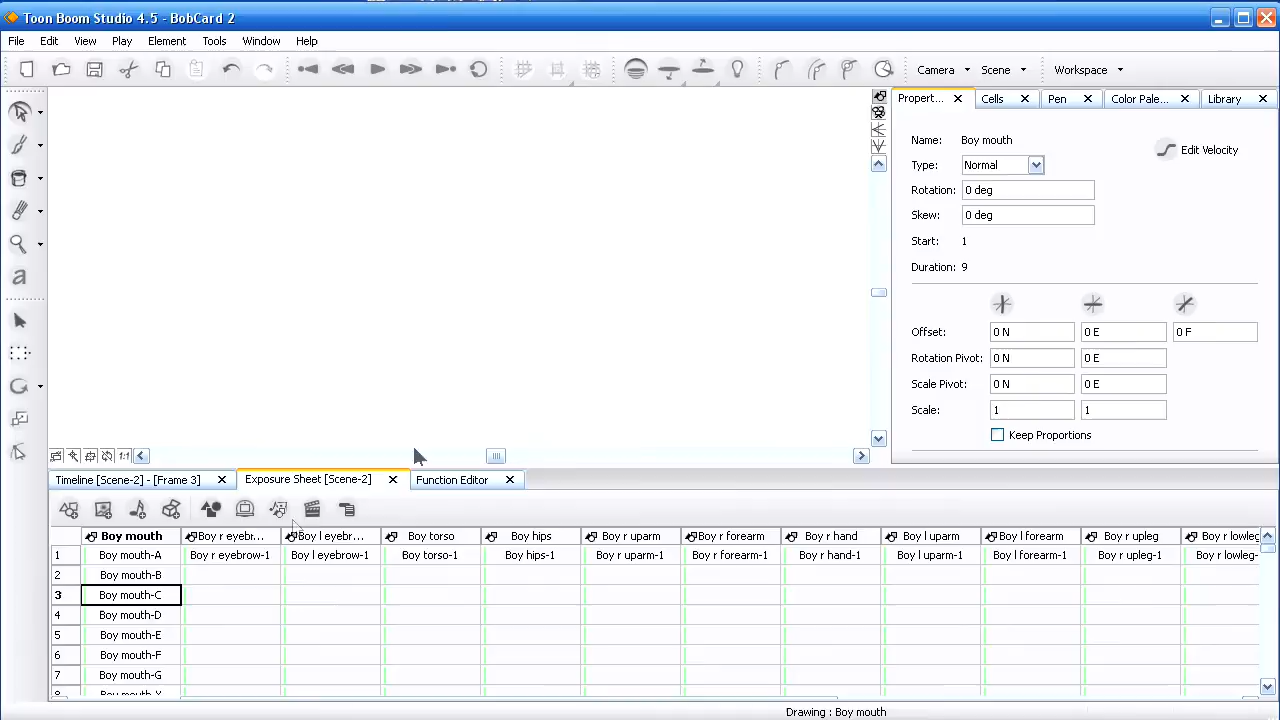 Toon Boom Studio 4.5 - BobCard 2
File Edit View Play Element Tools Window Help
Camera Scene Workspace
Propert... Cells Pen Color Pale... Library
Name: Boy mouth
Edit Velocity
Type: Normal
Rotation: 0 deg
Skew: 0 deg
Start: 1
Duration: 9
Offset: 0 N 0 E 0 F
Rotation Pivot: 0 N 0 E
Scale Pivot: 0 N 0 E
Scale: 1 1
Keep Proportions
a
1:1
Timeline [Scene-2] - [Frame 3] Exposure Sheet [Scene-2] Function Editor
Boy mouth Boy r eyebr... Boy l eyebr... Boy torso Boy hips Boy r uparm Boy r forearm Boy r hand Boy l uparm Boy l forearm Boy r upleg Boy r lowleg
1 Boy mouth-A Boy r eyebrow-1 Boy l eyebrow-1 Boy torso-1 Boy hips-1 Boy r uparm-1 Boy r forearm-1 Boy r hand-1 Boy l uparm-1 Boy l forearm-1 Boy r upleg-1 Boy r lowleg-
2 Boy mouth-B
3 Boy mouth-C
4 Boy mouth-D
5 Boy mouth-E
6 Boy mouth-F
7 Boy mouth-G
8 Boy mouth-X
Drawing : Boy mouth